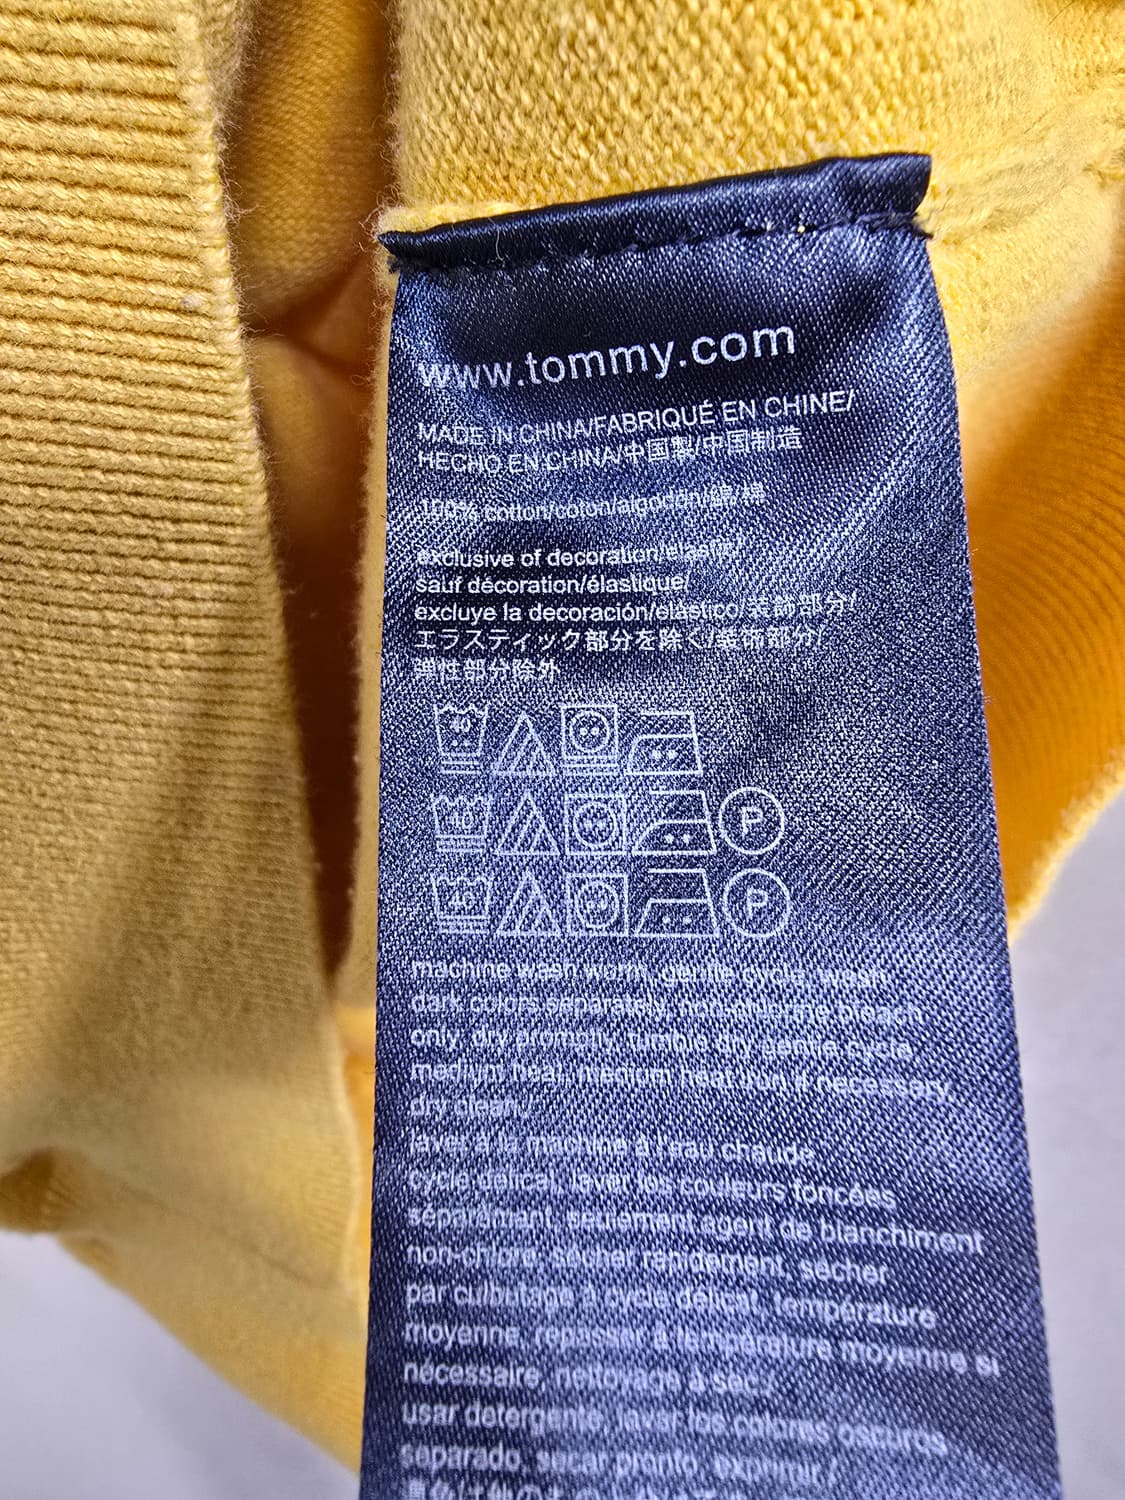 www.tommy.com
MADE IN CHINA/FABRIQUÉ EN CHINE/
HECHO EN CHINA/中国製/中国制造
100% cotton/coton/algodón/綿/棉
exclusive of decoration/elastic/
sauf décoration/élastique/
excluye la decoración/elástico/装飾部分/
エラスティック部分を除く/装饰部分/
弹性部分除外
P
P
machine wash warm, gentle cycle, wash
dark colors separately, non-chlorine bleach
only, dry promptly, tumble dry gentle cycle
medium heat, medium heat iron if necessary,
dry clean/
laver à la machine à l'eau chaude
cycle délicat, laver les couleurs foncées
séparément, seulement agent de blanchiment
non-chloré, sécher rapidement, sécher
par culbutage à cycle délicat, température
moyenne, repasser à température moyenne si
nécessaire, nettoyage à sec/
usar detergente, lavar los colores oscuros
separado, secar pronto, exprimir/